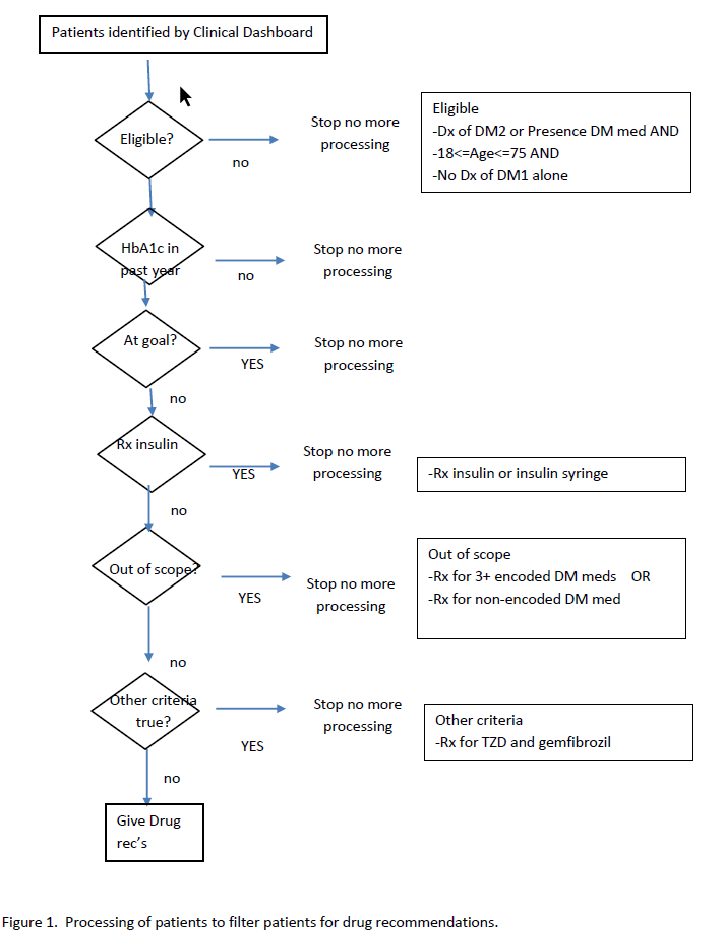 Patients identified by Clinical Dashboard
Eligible?
no
Stop no more
processing
Eligible
-Dx of DM2 or Presence DM med AND
-18<=Age<=75 AND
-No Dx of DM1 alone
HbA1c in
past year
no
Stop no more
processing
At goal?
YES
Stop no more
processing
no
Rx insulin
YES
Stop no more
processing
-Rx insulin or insulin syringe
no
Out of scope?
YES
Stop no more
processing
Out of scope
-Rx for 3+ encoded DM meds OR
-Rx for non-encoded DM med
no
Other criteria
true?
YES
Stop no more
processing
Other criteria
-Rx for TZD and gemfibrozil
no
Give Drug
rec's
Figure 1. Processing of patients to filter patients for drug recommendations.